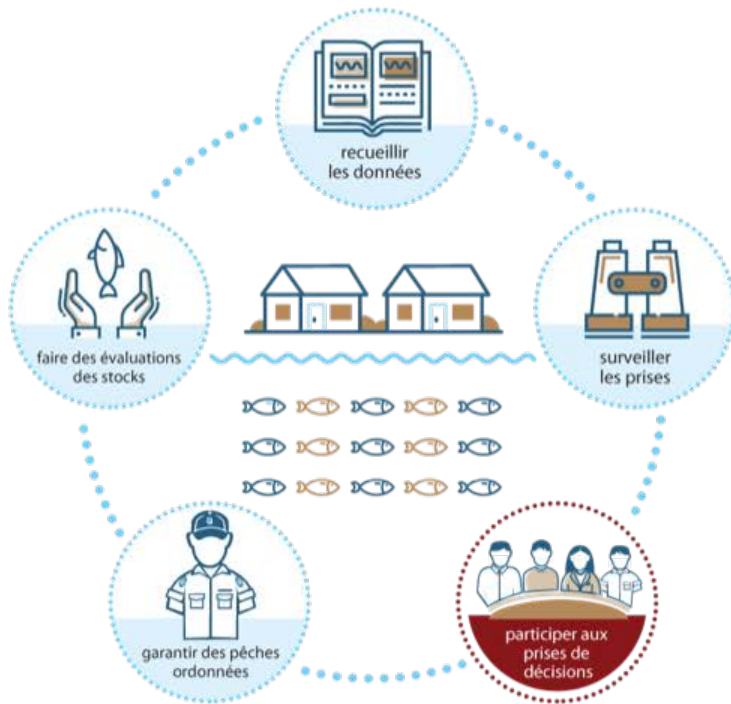 recueillir
les données
faire des évaluations
des stocks
surveiller
les prises
garantir des pêches
ordonnées
participer aux
prises de
décisions